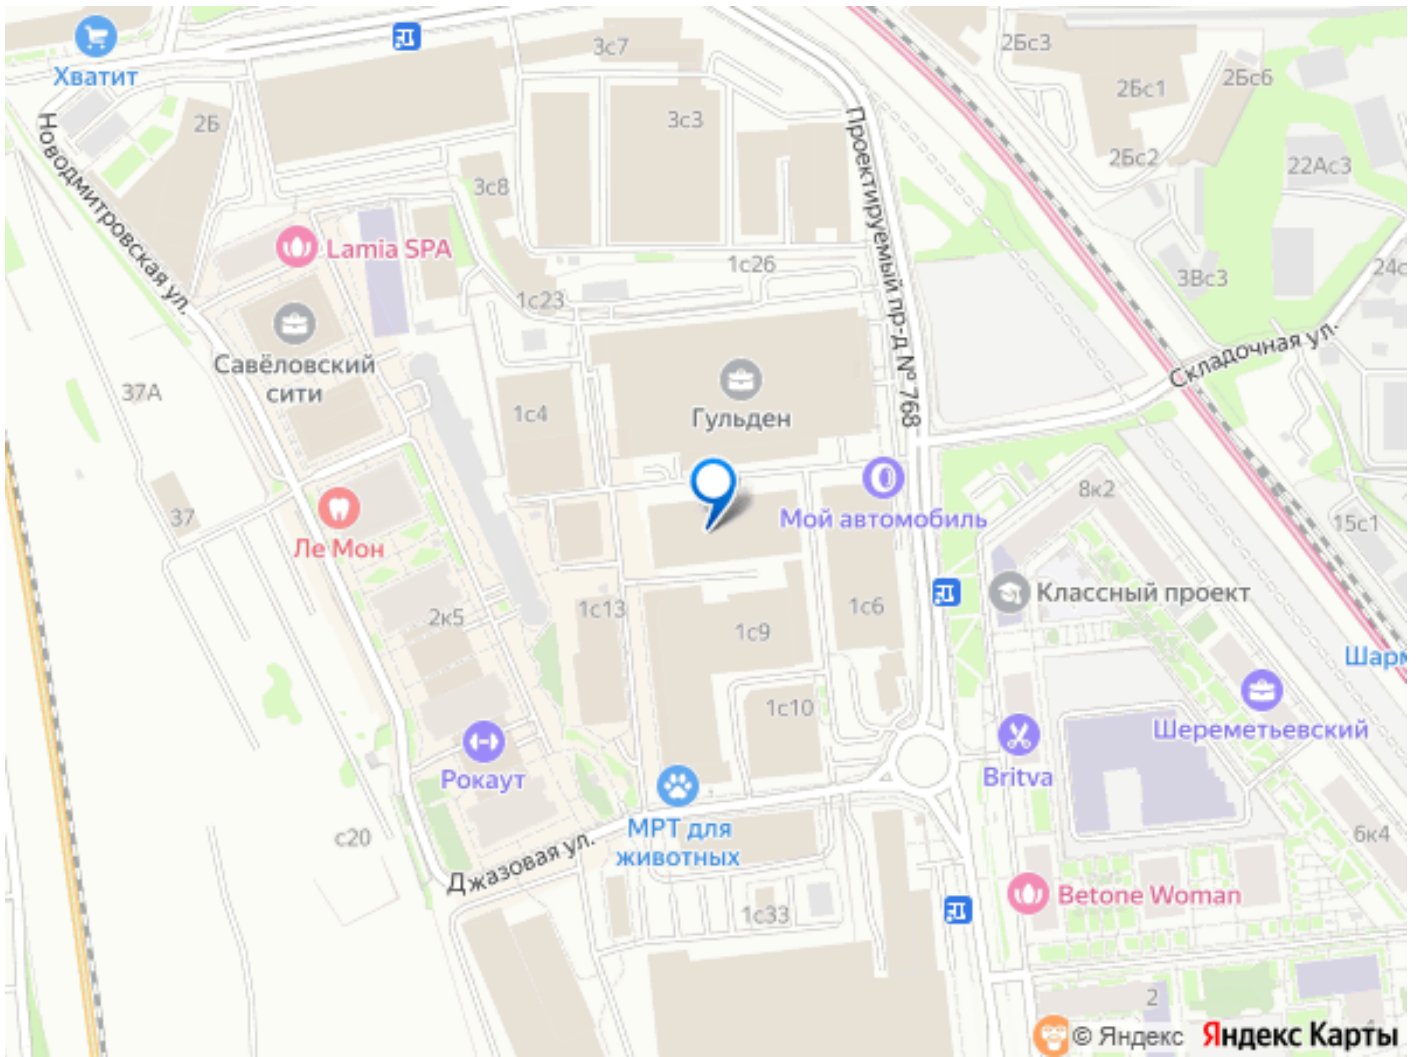 3с7
2Бс3
Хватит
2Бс1
2Бс6
2Б
3с3
Новодмитровская ул.
Проектируемый пр-д № 768
2Бс2
22Ас3
3с8
Lamia SPA
1с26
3Вс3
1с23
Савёловский
сити
Складочная ул.
37А
1с4
Гульден
8к2
37
Мой автомобиль
15с1
Ле Мон
Классный проект
2к5
1с13
1с9
1с6
1с10
Шереметьевский
Рокаут
Britva
МРТ для
животных
с20
6к4
Джазовая ул.
Betone Woman
1с33
2
© Яндекс Яндекс Карты